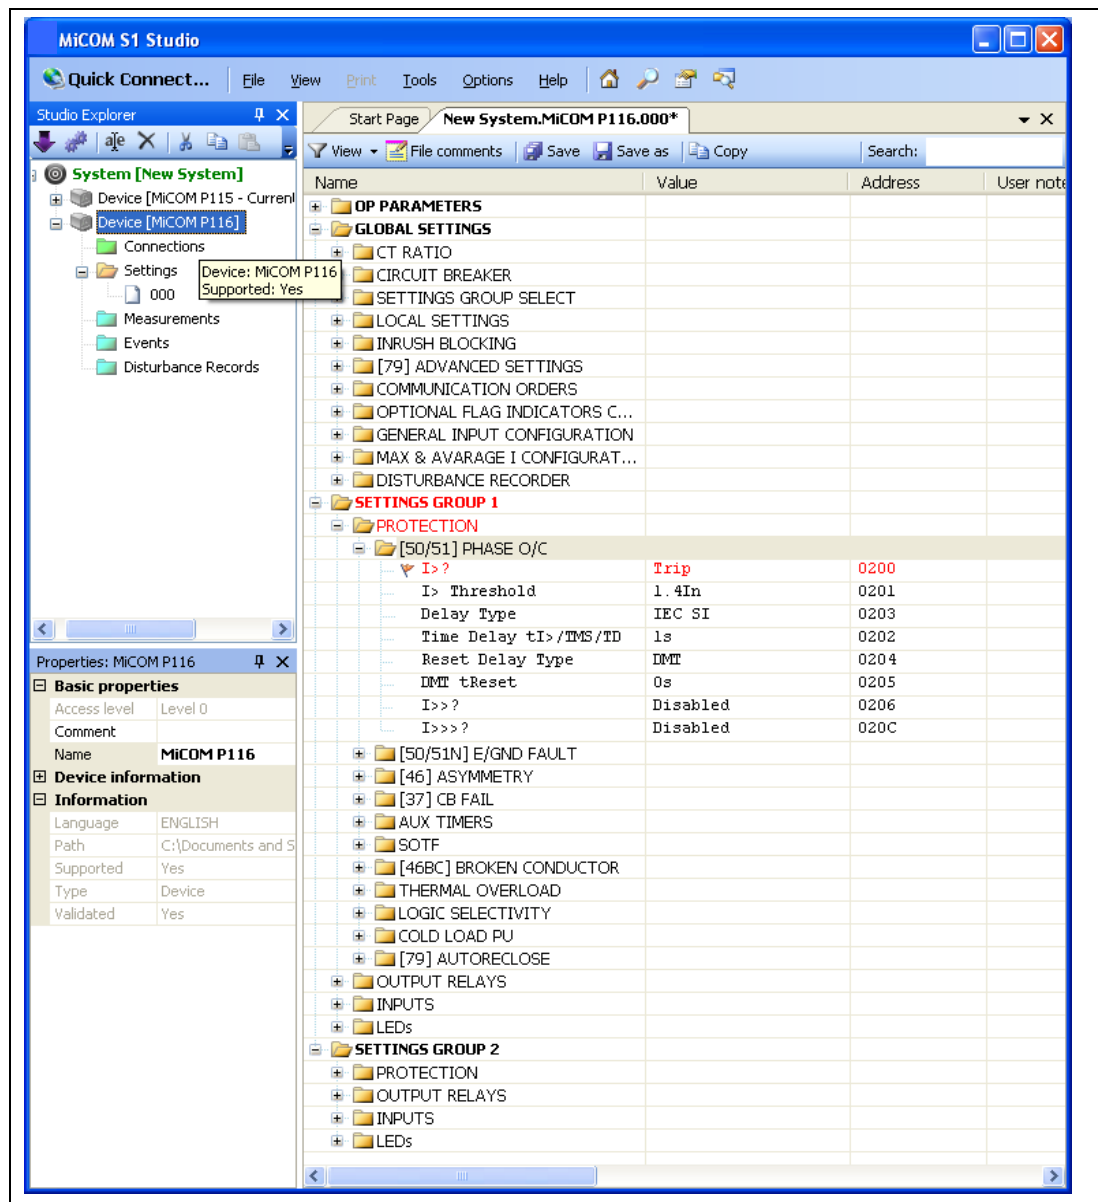 MiCOM S1 Studio
Quick Connect... File View Print Tools Options Help
Studio Explorer
System [New System]
Device [MiCOM P115 - Current
Device [MiCOM P116]
Connections
Settings
Device: MiCOM P116
Supported: Yes
000
Measurements
Events
Disturbance Records
Properties: MiCOM P116
Basic properties
Access level Level 0
Comment
Name MiCOM P116
Device information
Information
Language ENGLISH
Path C:\Documents and S
Supported Yes
Type Device
Validated Yes
Start Page New System.MiCOM P116.000*
View File comments Save Save as Copy Search:
Name Value Address User note
OP PARAMETERS
GLOBAL SETTINGS
CT RATIO
CIRCUIT BREAKER
SETTINGS GROUP SELECT
LOCAL SETTINGS
INRUSH BLOCKING
[79] ADVANCED SETTINGS
COMMUNICATION ORDERS
OPTIONAL FLAG INDICATORS C...
GENERAL INPUT CONFIGURATION
MAX & AVARAGE I CONFIGURAT...
DISTURBANCE RECORDER
SETTINGS GROUP 1
PROTECTION
[50/51] PHASE O/C
I>? Trip 0200
I> Threshold 1.4In 0201
Delay Type IEC SI 0203
Time Delay tI>/TMS/TD 1s 0202
Reset Delay Type DMT 0204
DMT tReset 0s 0205
I>>? Disabled 0206
I>>>? Disabled 020C
[50/51N] E/GND FAULT
[46] ASYMMETRY
[37] CB FAIL
AUX TIMERS
SOTF
[46BC] BROKEN CONDUCTOR
THERMAL OVERLOAD
LOGIC SELECTIVITY
COLD LOAD PU
[79] AUTORECLOSE
OUTPUT RELAYS
INPUTS
LEDs
SETTINGS GROUP 2
PROTECTION
OUTPUT RELAYS
INPUTS
LEDs